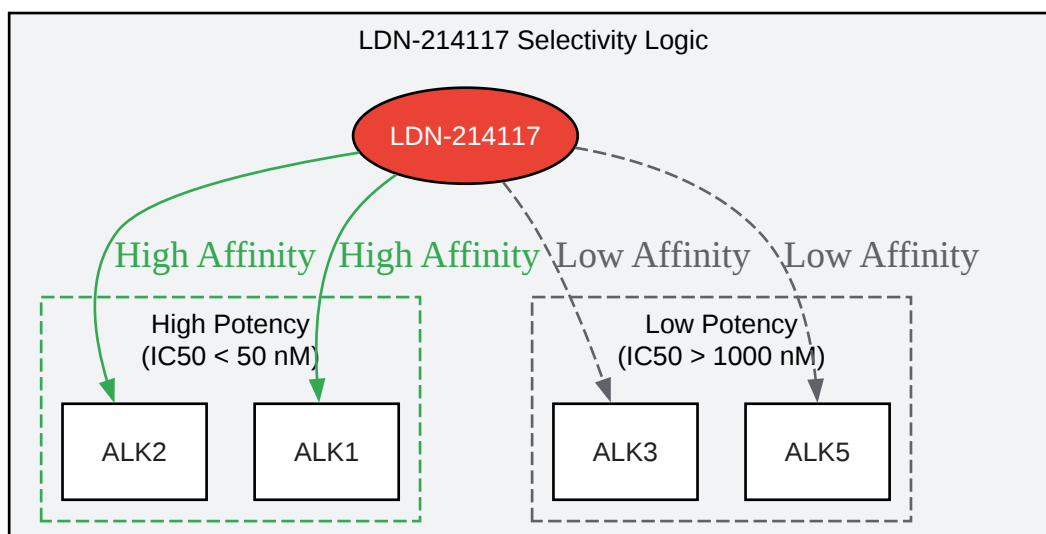 LDN-214117 Selectivity Logic
LDN-214117
High Affinity
High Affinity
Low Affinity
Low Affinity
High Potency
(IC50 < 50 nM)
Low Potency
(IC50 > 1000 nM)
ALK2
ALK1
ALK3
ALK5